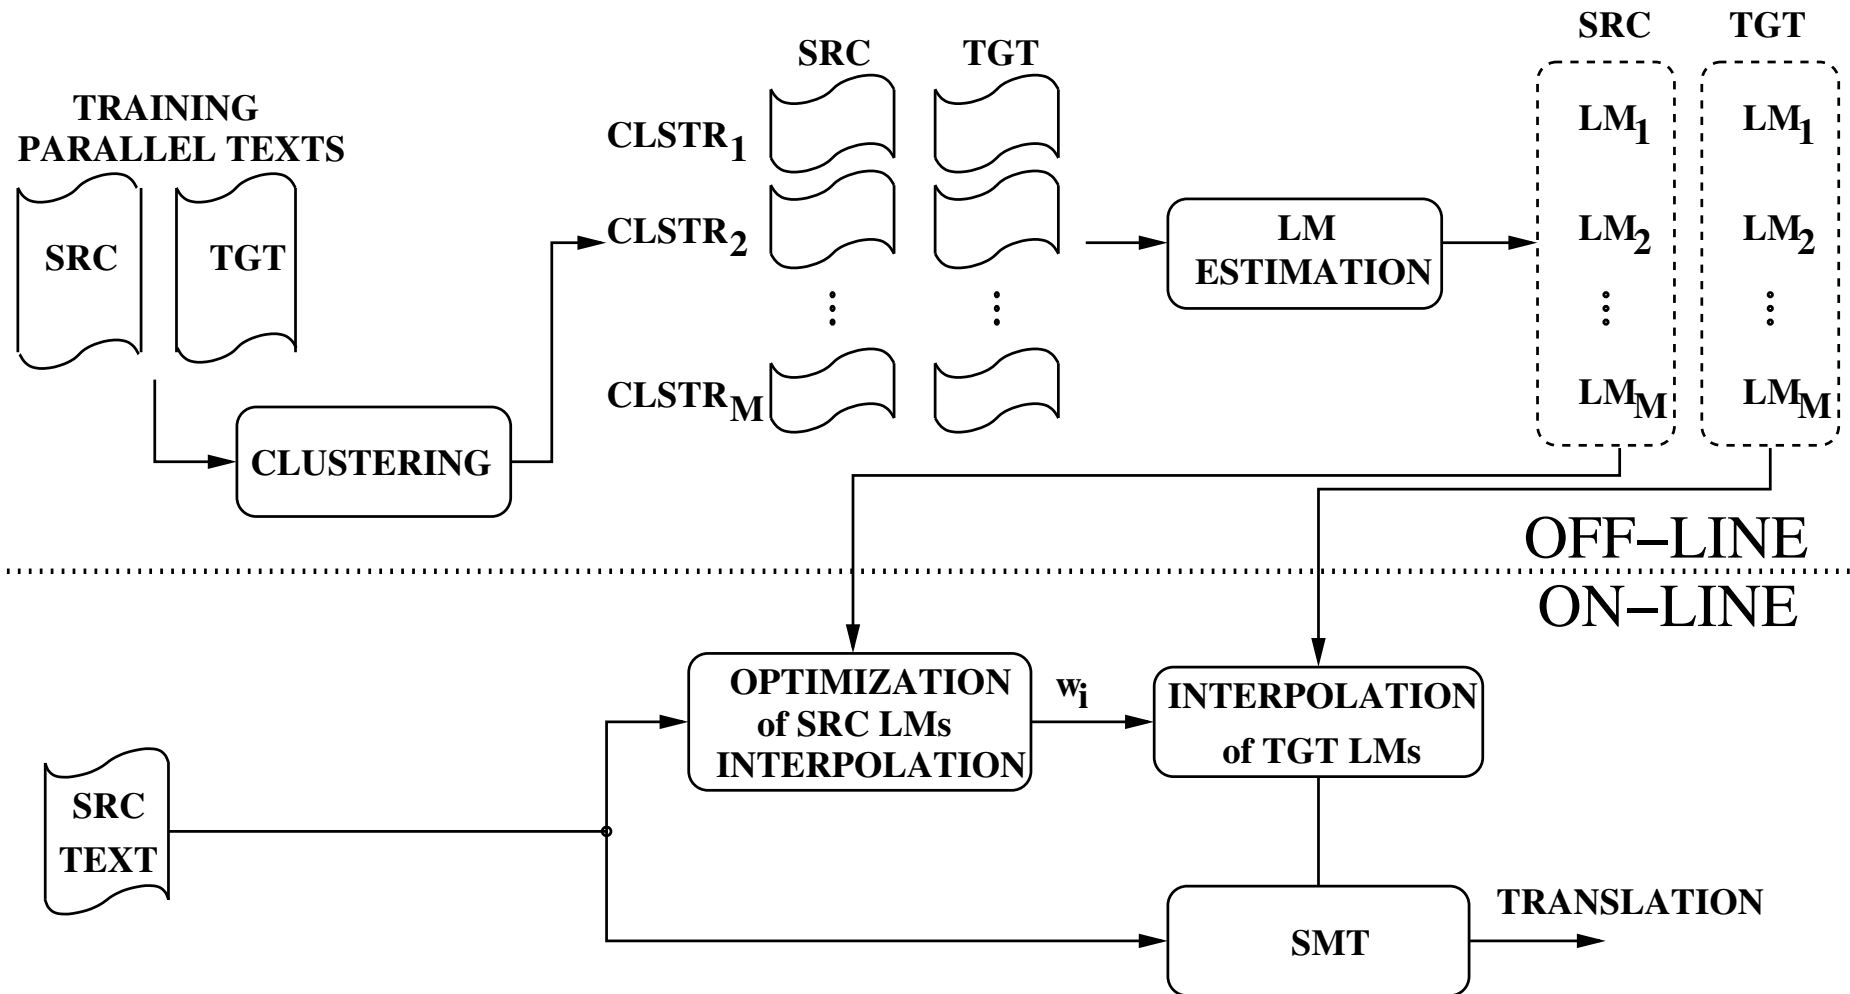 SRC TGT
SRC TGT
TRAINING
PARALLEL TEXTS
SRC TGT
CLSTR1
CLSTR2
CLSTRM
LM
ESTIMATION
LM1 LM1
LM2 LM2
LMM LMM
CLUSTERING
OFF–LINE
ON–LINE
OPTIMIZATION
of SRC LMs
INTERPOLATION
wi
INTERPOLATION
of TGT LMs
SRC
TEXT
SMT
TRANSLATION